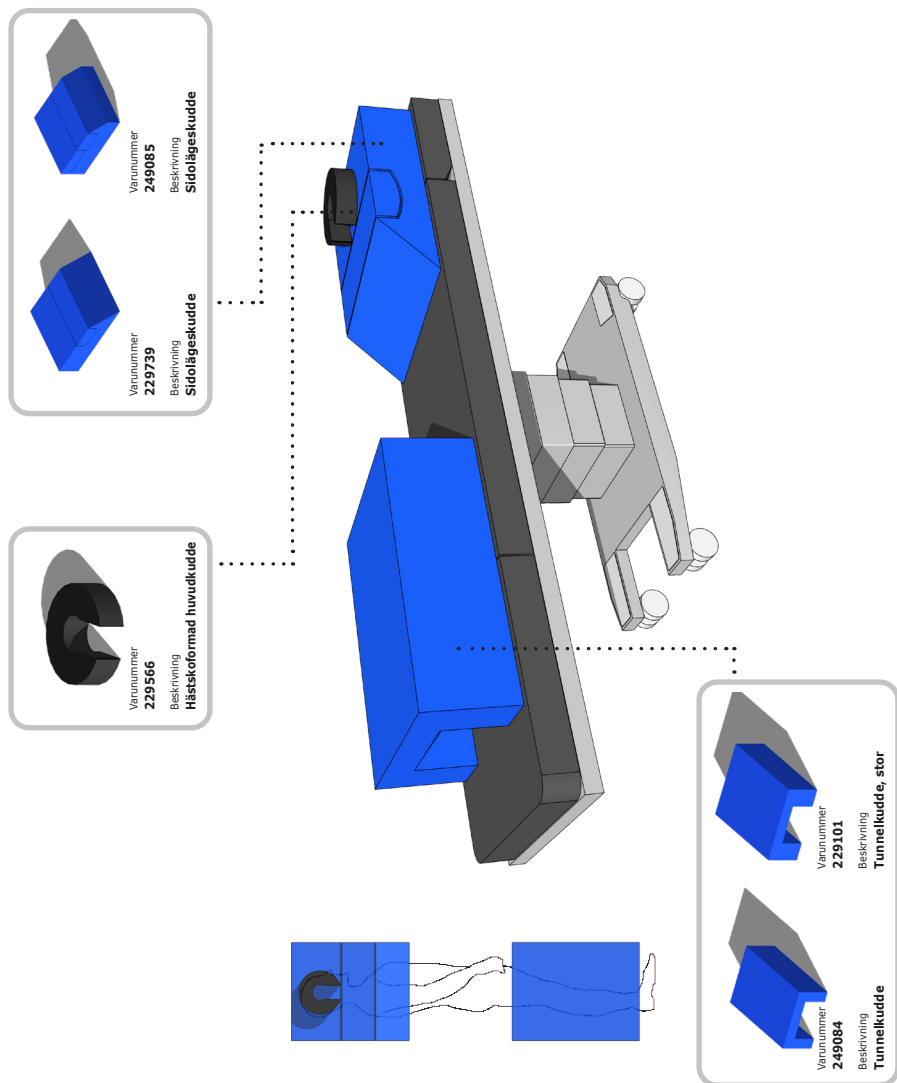 Varunummer
229739
Beskrivning
Sidolägeskudde
Varunummer
249085
Beskrivning
Sidolägeskudde
Varunummer
229566
Beskrivning
Hästskoformad huvudkudde
Varunummer
249084
Beskrivning
Tunnelkudde
Varunummer
229101
Beskrivning
Tunnelkudde, stor